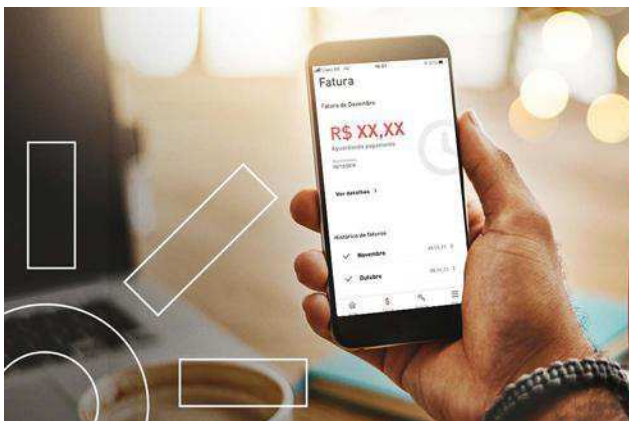 Fatura
Fatura de Dezembro
R$ XX,XX
Aguardando pagamento
Ver detalhes
Histórico de faturas
Novembro
Outubro